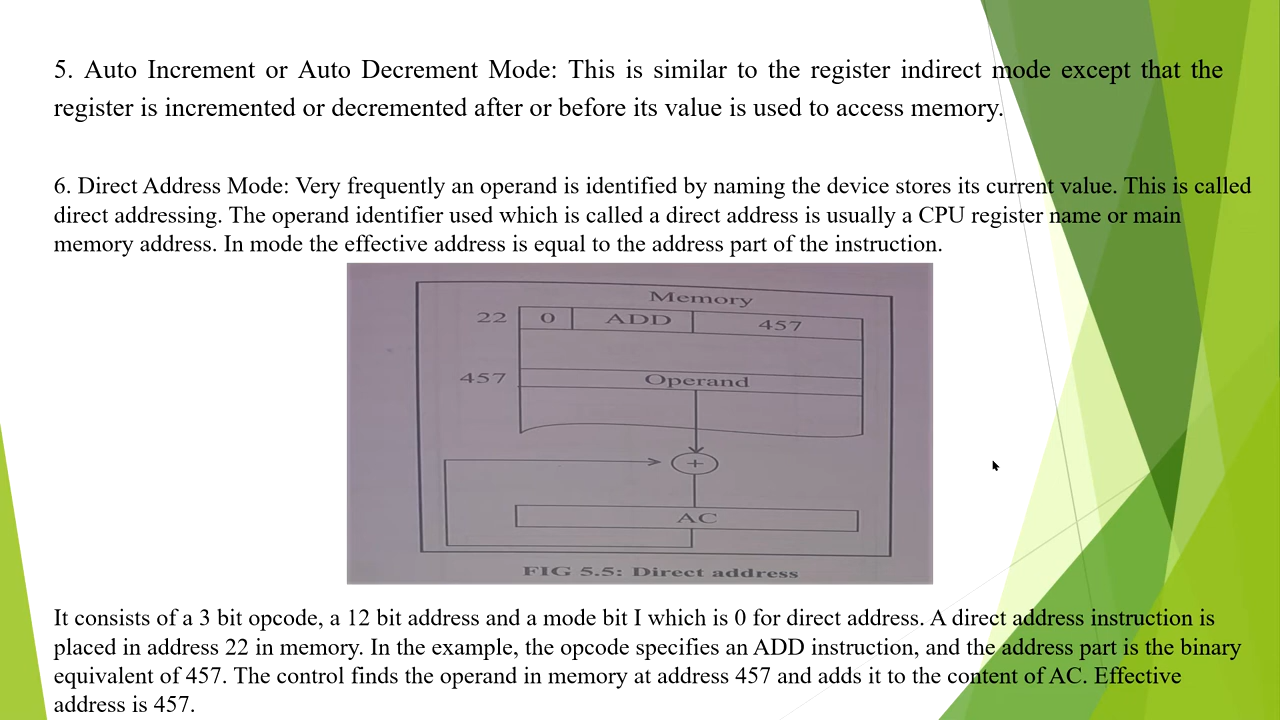 5. Auto Increment or Auto Decrement Mode: This is similar to the register indirect mode except that the
register is incremented or decremented after or before its value is used to access memory.
6. Direct Address Mode: Very frequently an operand is identified by naming the device stores its current value. This is called
direct addressing. The operand identifier used which is called a direct address is usually a CPU register name or main
memory address. In mode the effective address is equal to the address part of the instruction.
Memory
22 0 ADD 457
457 Operand
+
AC
FIG 5.5: Direct address
It consists of a 3 bit opcode, a 12 bit address and a mode bit I which is 0 for direct address. A direct address instruction is
placed in address 22 in memory. In the example, the opcode specifies an ADD instruction, and the address part is the binary
equivalent of 457. The control finds the operand in memory at address 457 and adds it to the content of AC. Effective
address is 457.